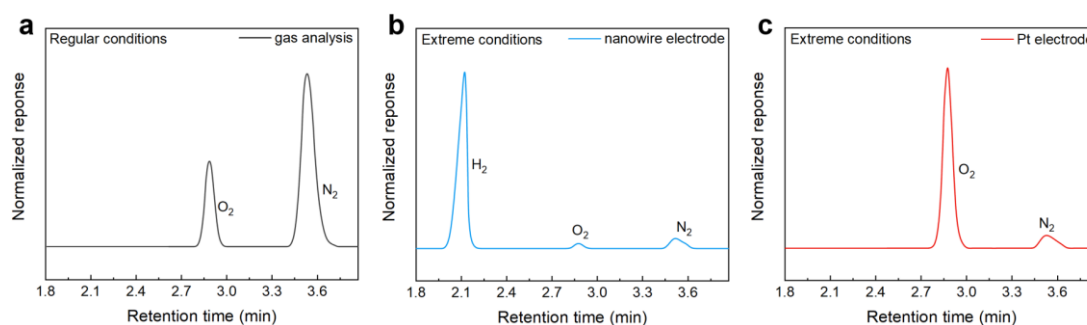 a
Regular conditions
gas analysis
O₂
N₂
Normalized reponse
1.8 2.1 2.4 2.7 3.0 3.3 3.6
Retention time (min)
b
Extreme conditions
nanowire electrode
H₂
O₂
N₂
Normalized reponse
1.8 2.1 2.4 2.7 3.0 3.3 3.6
Retention time (min)
c
Extreme conditions
Pt electrode
O₂
N₂
Normalized reponse
1.8 2.1 2.4 2.7 3.0 3.3 3.6
Retention time (min)